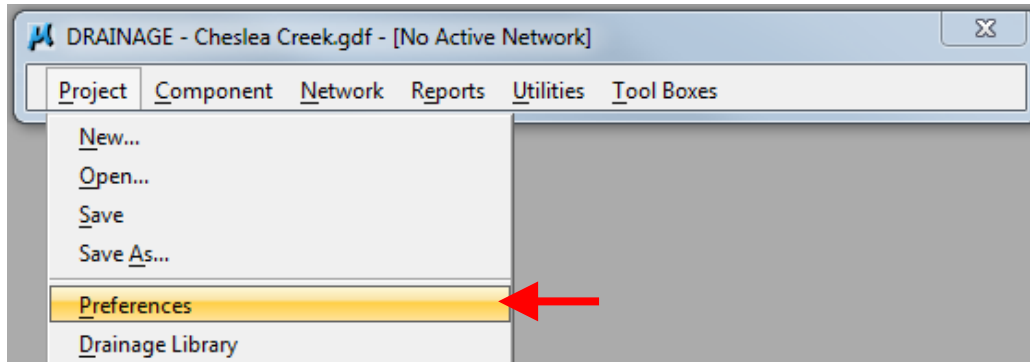 DRAINAGE - Cheslea Creek.gdf - [No Active Network]
Project Component Network Reports Utilities Tool Boxes
New...
Open...
Save
Save As...
Preferences
Drainage Library